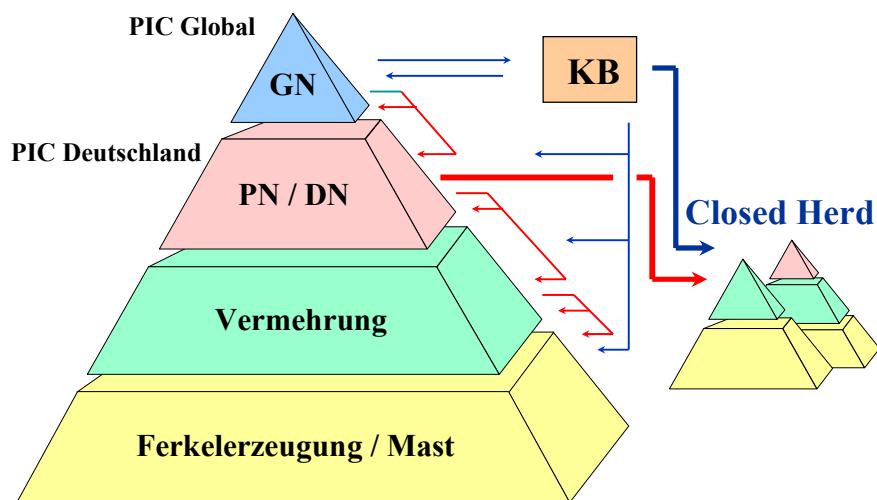 PIC Global
GN
KB
PIC Deutschland
PN / DN
Closed Herd
Vermehrung
Ferkelerzeugung / Mast